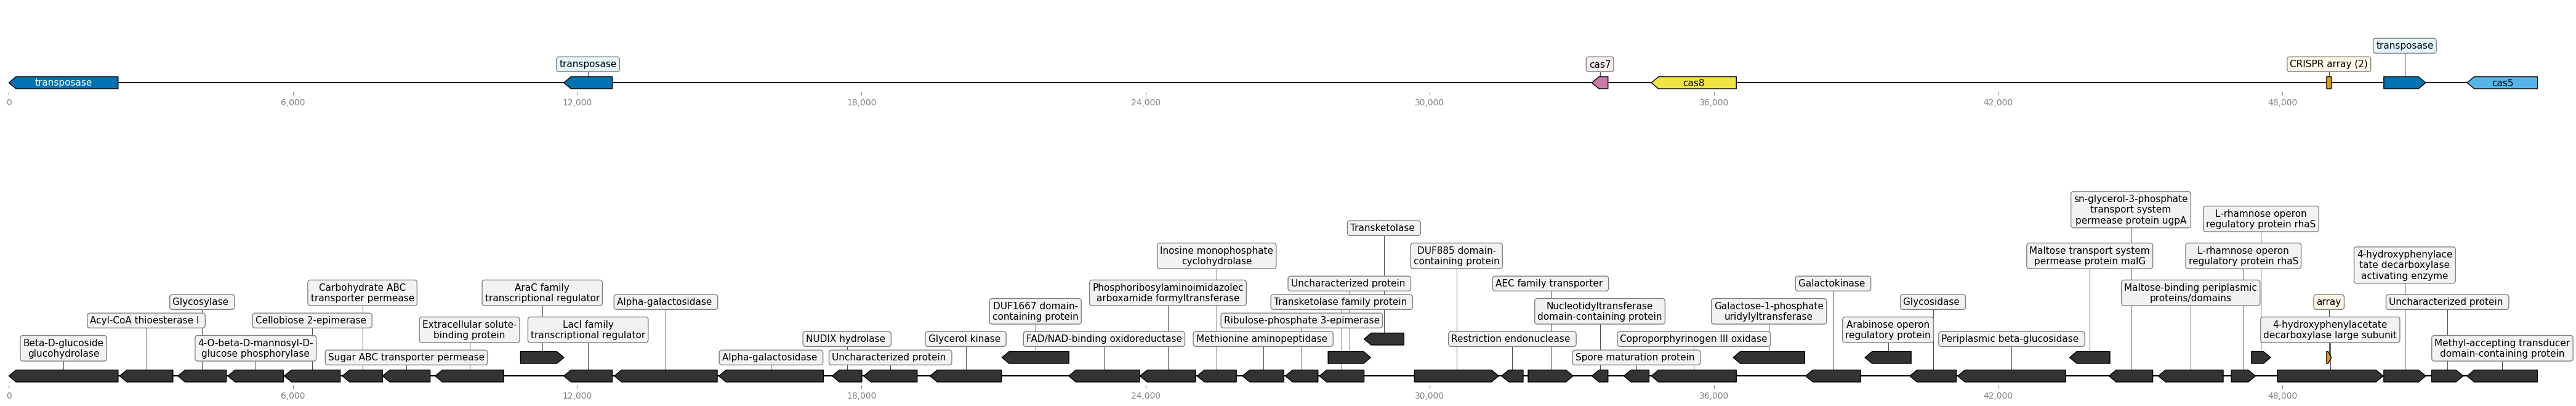 transposase
CRISPR array (2)
transposase
cas7
transposase
cas8
cas5
0
6,000
12,000
18,000
24,000
30,000
36,000
42,000
48,000
sn-glycerol-3-phosphate
transport system
permease protein ugpA
L-rhamnose operon
regulatory protein rhaS
Transketolase
Inosine monophosphate
cyclohydrolase
DUF885 domain-
containing protein
Maltose transport system
permease protein malG
L-rhamnose operon
regulatory protein rhaS
4-hydroxyphenylace
tate decarboxylase
activating enzyme
Carbohydrate ABC
transporter permease
AraC family
transcriptional regulator
Phosphoribosylaminoimidazolec
arboxamide formyltransferase
Uncharacterized protein
AEC family transporter
Galactokinase
Maltose-binding periplasmic
proteins/domains
Glycosylase
Alpha-galactosidase
DUF1667 domain-
containing protein
Transketolase family protein
Nucleotidyltransferase
domain-containing protein
Galactose-1-phosphate
uridylyltransferase
Glycosidase
array
Uncharacterized protein
Acyl-CoA thioesterase I
Cellobiose 2-epimerase
Extracellular solute-
binding protein
LacI family
transcriptional regulator
Ribulose-phosphate 3-epimerase
Arabinose operon
regulatory protein
4-hydroxyphenylacetate
decarboxylase large subunit
Beta-D-glucoside
glucohydrolase
4-O-beta-D-mannosyl-D-
glucose phosphorylase
NUDIX hydrolase
Glycerol kinase
FAD/NAD-binding oxidoreductase
Methionine aminopeptidase
Restriction endonuclease
Coproporphyrinogen III oxidase
Periplasmic beta-glucosidase
Methyl-accepting transducer
domain-containing protein
Sugar ABC transporter permease
Alpha-galactosidase
Uncharacterized protein
Spore maturation protein
0
6,000
12,000
18,000
24,000
30,000
36,000
42,000
48,000